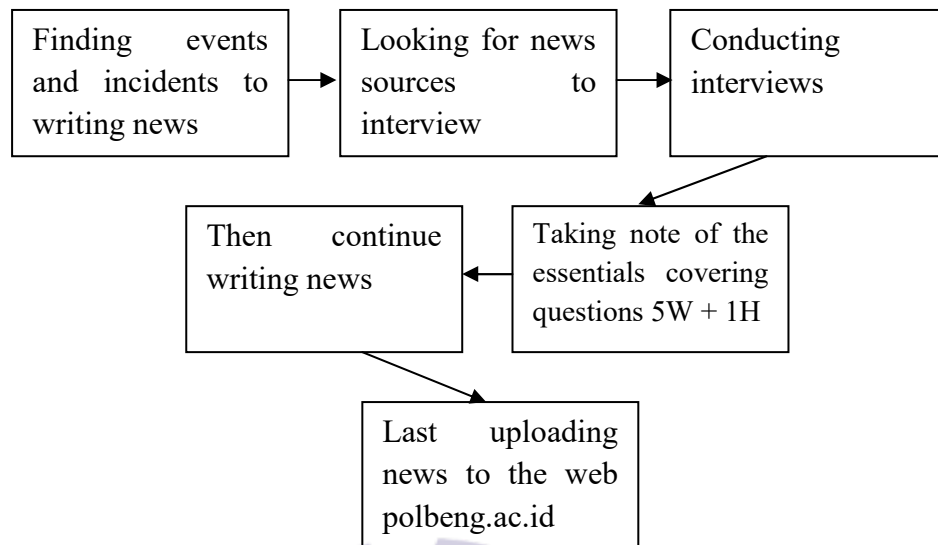 Finding events
and incidents to
writing news
Looking for news
sources to
interview
Conducting
interviews
Taking note of the
essentials covering
questions 5W + 1H
Then continue
writing news
Last uploading
news to the web
polbeng.ac.id